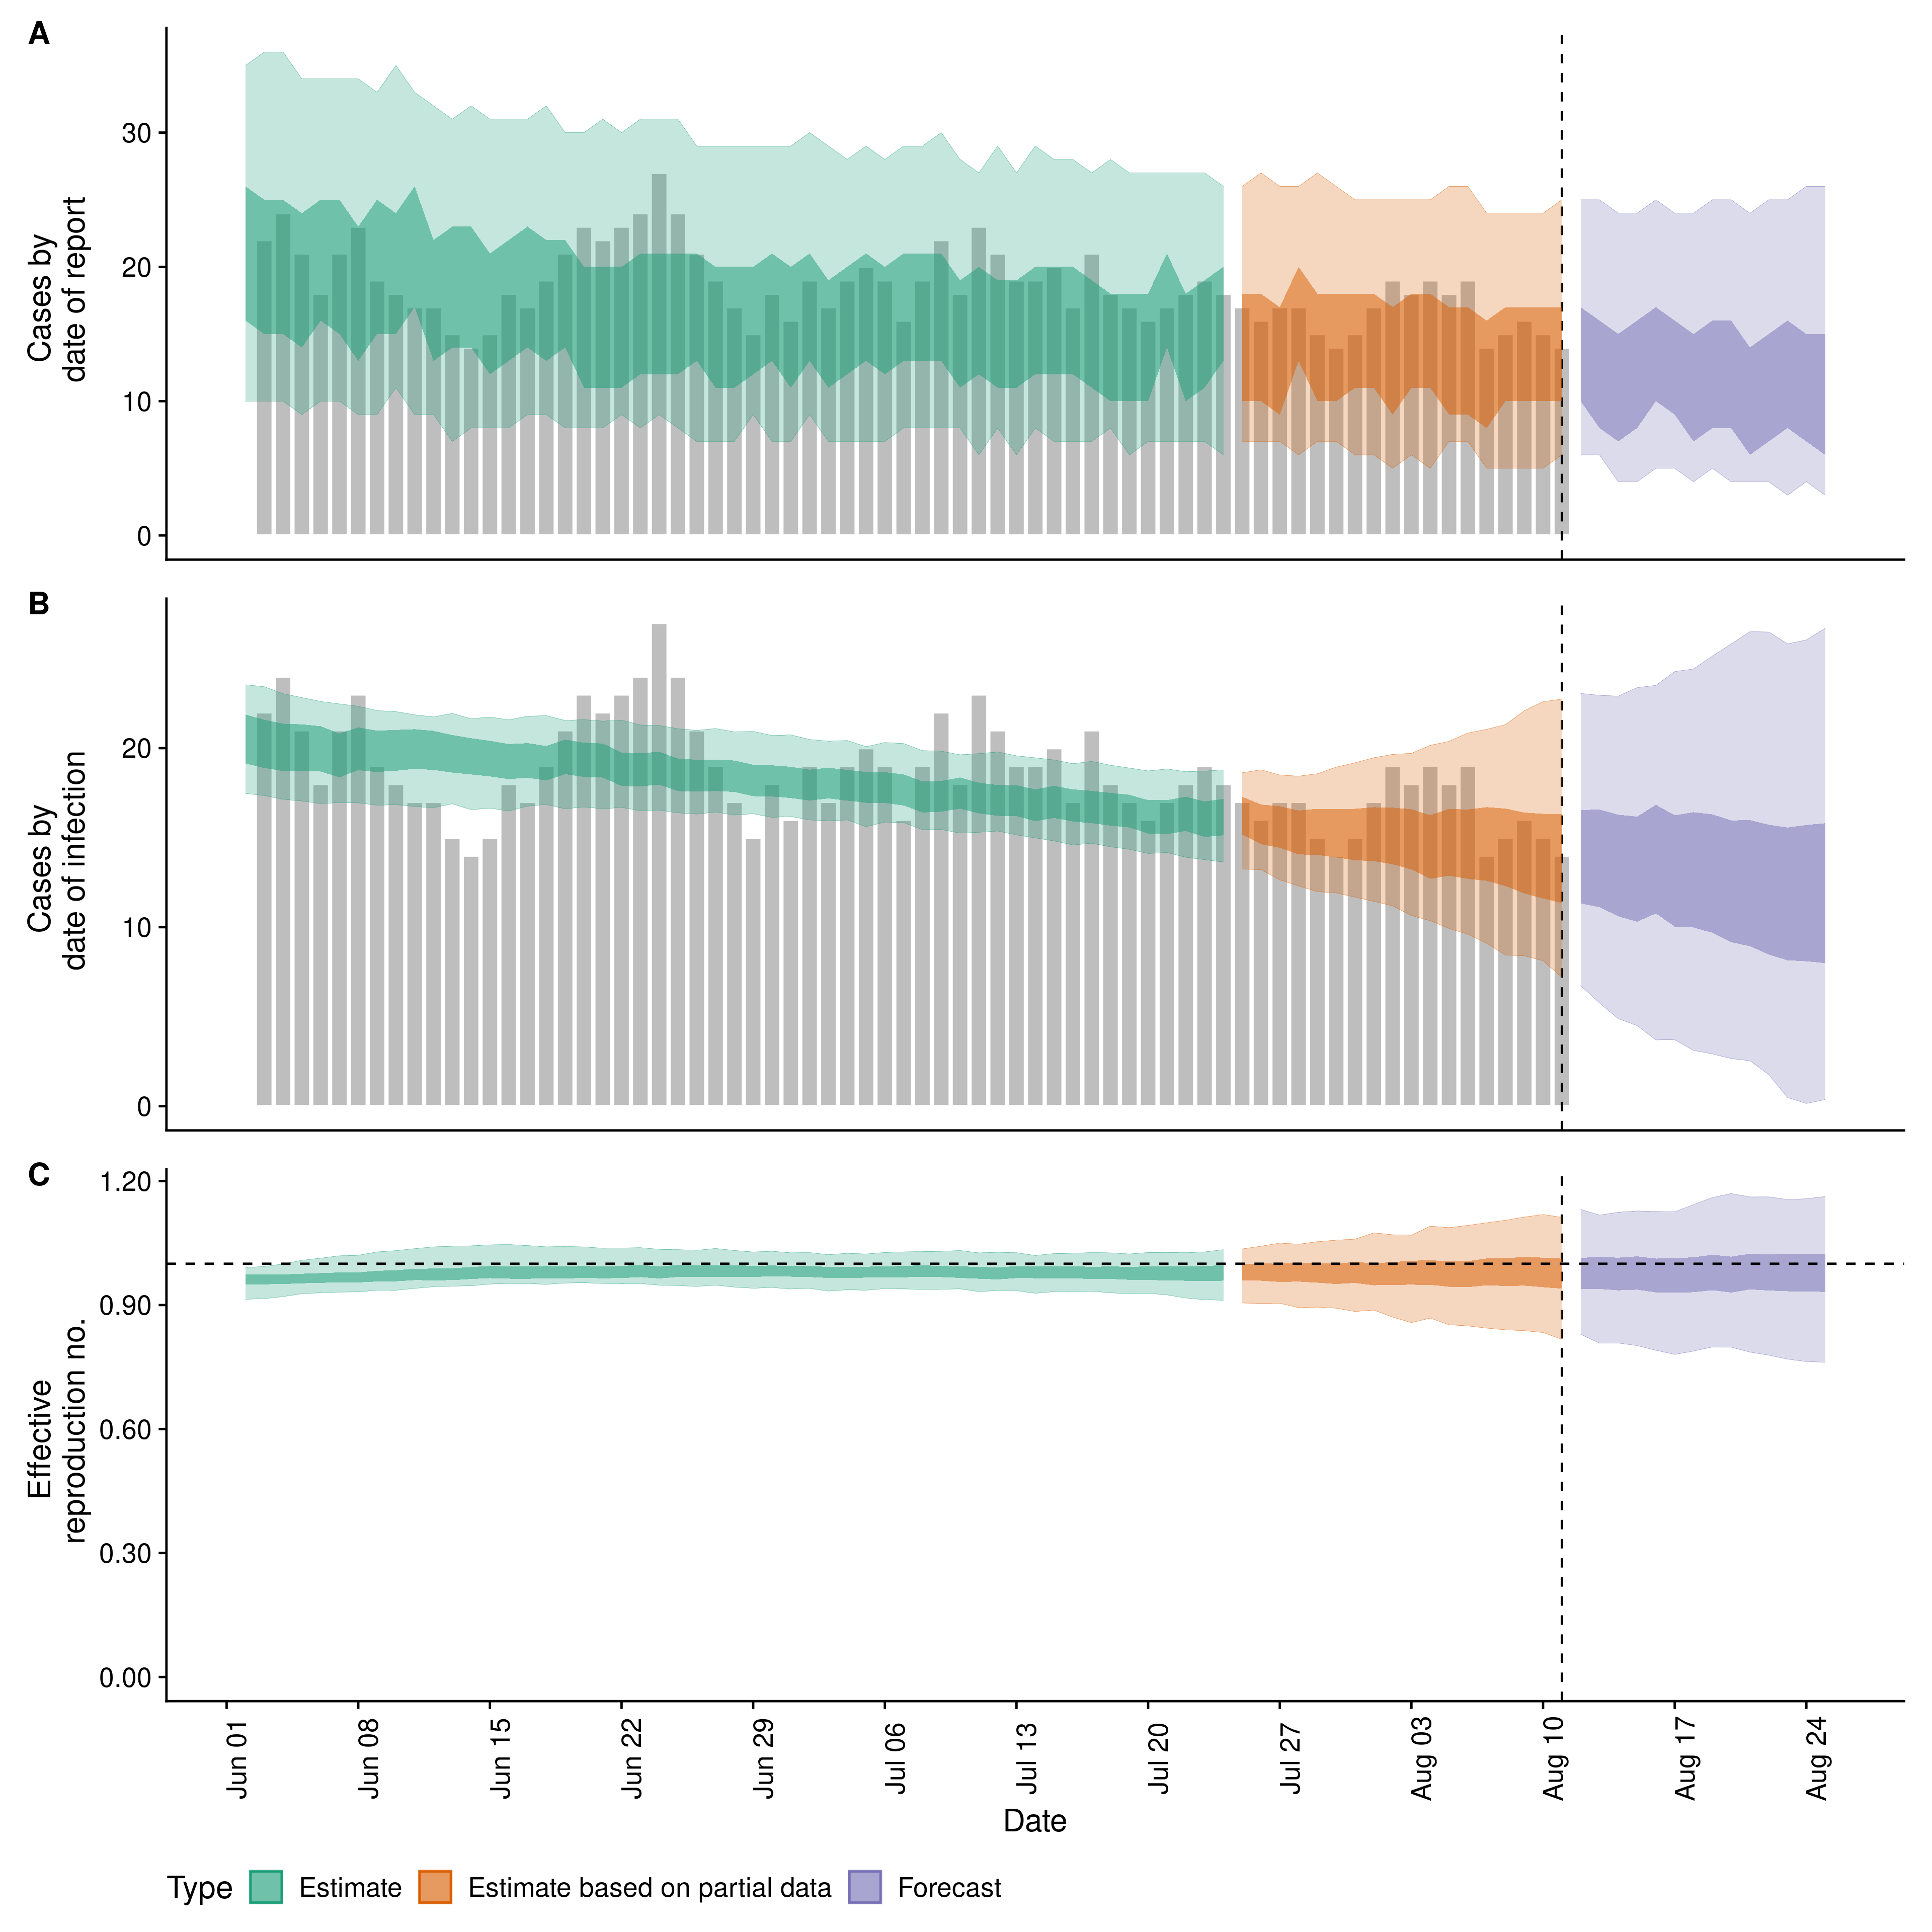 A
Cases by
date of report
30
20
10
0
B
Cases by
date of infection
20
10
0
C
Effective
reproduction no.
1.20
0.90
0.60
0.30
0.00
Jun 01
Jun 08
Jun 15
Jun 22
Jun 29
Jul 06
Jul 13
Jul 20
Jul 27
Aug 03
Aug 10
Aug 17
Aug 24
Date
Type Estimate Estimate based on partial data Forecast